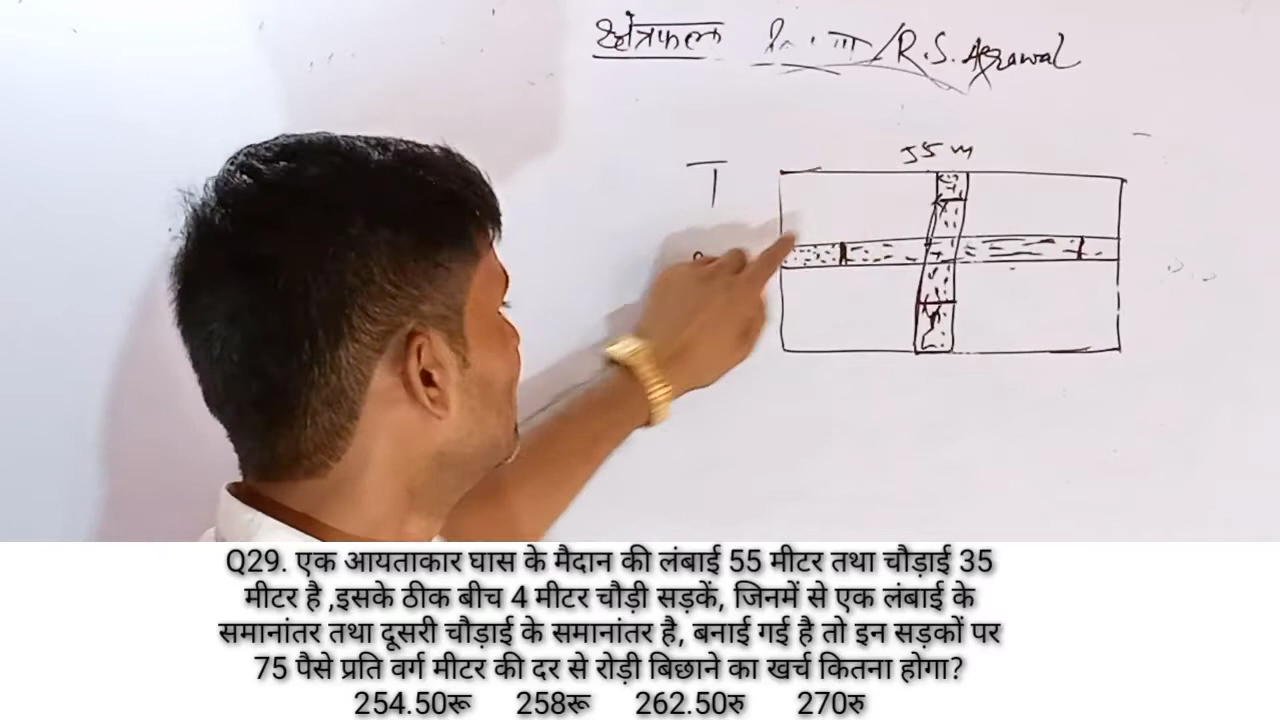 क्षेत्रफल / R.S. Agrawal
55 m
Q29. एक आयताकार घास के मैदान की लंबाई 55 मीटर तथा चौड़ाई 35
मीटर है ,इसके ठीक बीच 4 मीटर चौड़ी सड़कें, जिनमें से एक लंबाई के
समानांतर तथा दूसरी चौड़ाई के समानांतर है, बनाई गई है तो इन सड़कों पर
75 पैसे प्रति वर्ग मीटर की दर से रोड़ी बिछाने का खर्च कितना होगा?
254.50रू 258रू 262.50रु 270रु